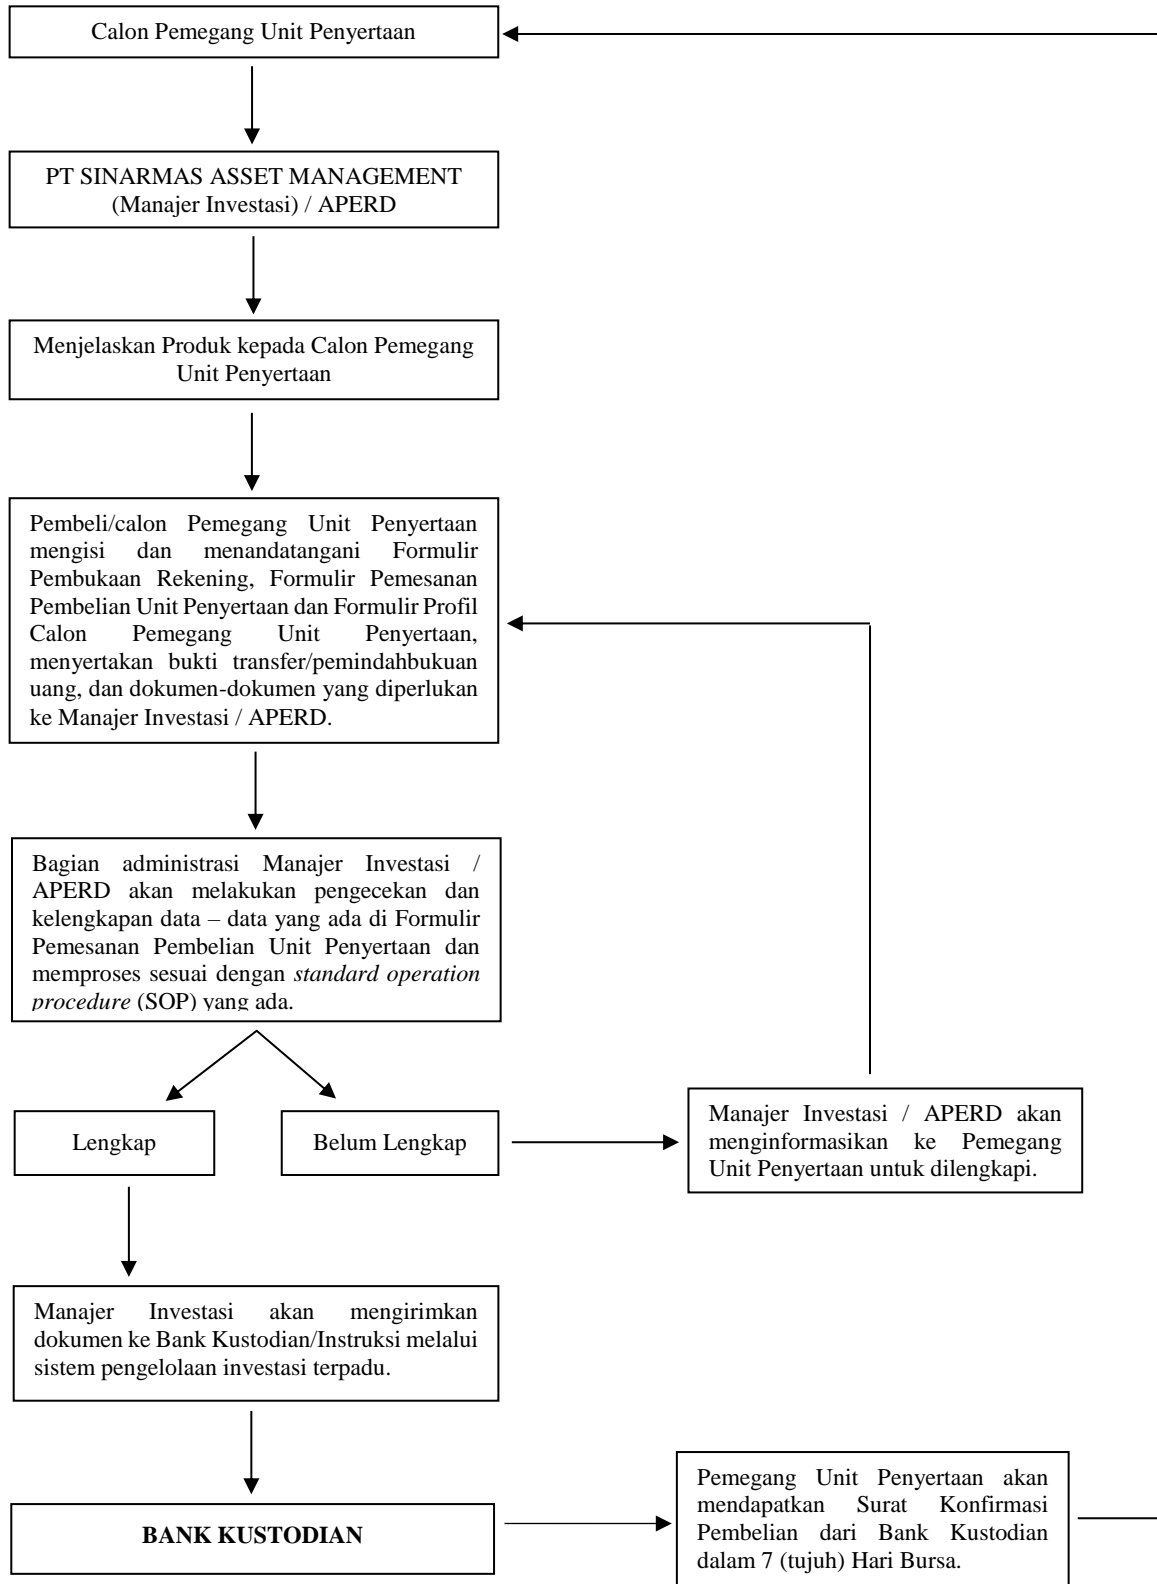 Calon Pemegang Unit Penyertaan
PT SINARMAS ASSET MANAGEMENT
(Manajer Investasi) / APERD
Menjelaskan Produk kepada Calon Pemegang
Unit Penyertaan
Pembeli/calon Pemegang Unit Penyertaan
mengisi dan menandatangani Formulir
Pembukaan Rekening, Formulir Pemesanan
Pembelian Unit Penyertaan dan Formulir Profil
Calon Pemegang Unit Penyertaan,
menyertakan bukti transfer/pemindahbukuan
uang, dan dokumen-dokumen yang diperlukan
ke Manajer Investasi / APERD.
Bagian administrasi Manajer Investasi /
APERD akan melakukan pengecekan dan
kelengkapan data – data yang ada di Formulir
Pemesanan Pembelian Unit Penyertaan dan
memproses sesuai dengan standard operation
procedure (SOP) yang ada.
Lengkap
Belum Lengkap
Manajer Investasi / APERD akan
menginformasikan ke Pemegang
Unit Penyertaan untuk dilengkapi.
Manajer Investasi akan mengirimkan
dokumen ke Bank Kustodian/Instruksi melalui
sistem pengelolaan investasi terpadu.
BANK KUSTODIAN
Pemegang Unit Penyertaan akan
mendapatkan Surat Konfirmasi
Pembelian dari Bank Kustodian
dalam 7 (tujuh) Hari Bursa.